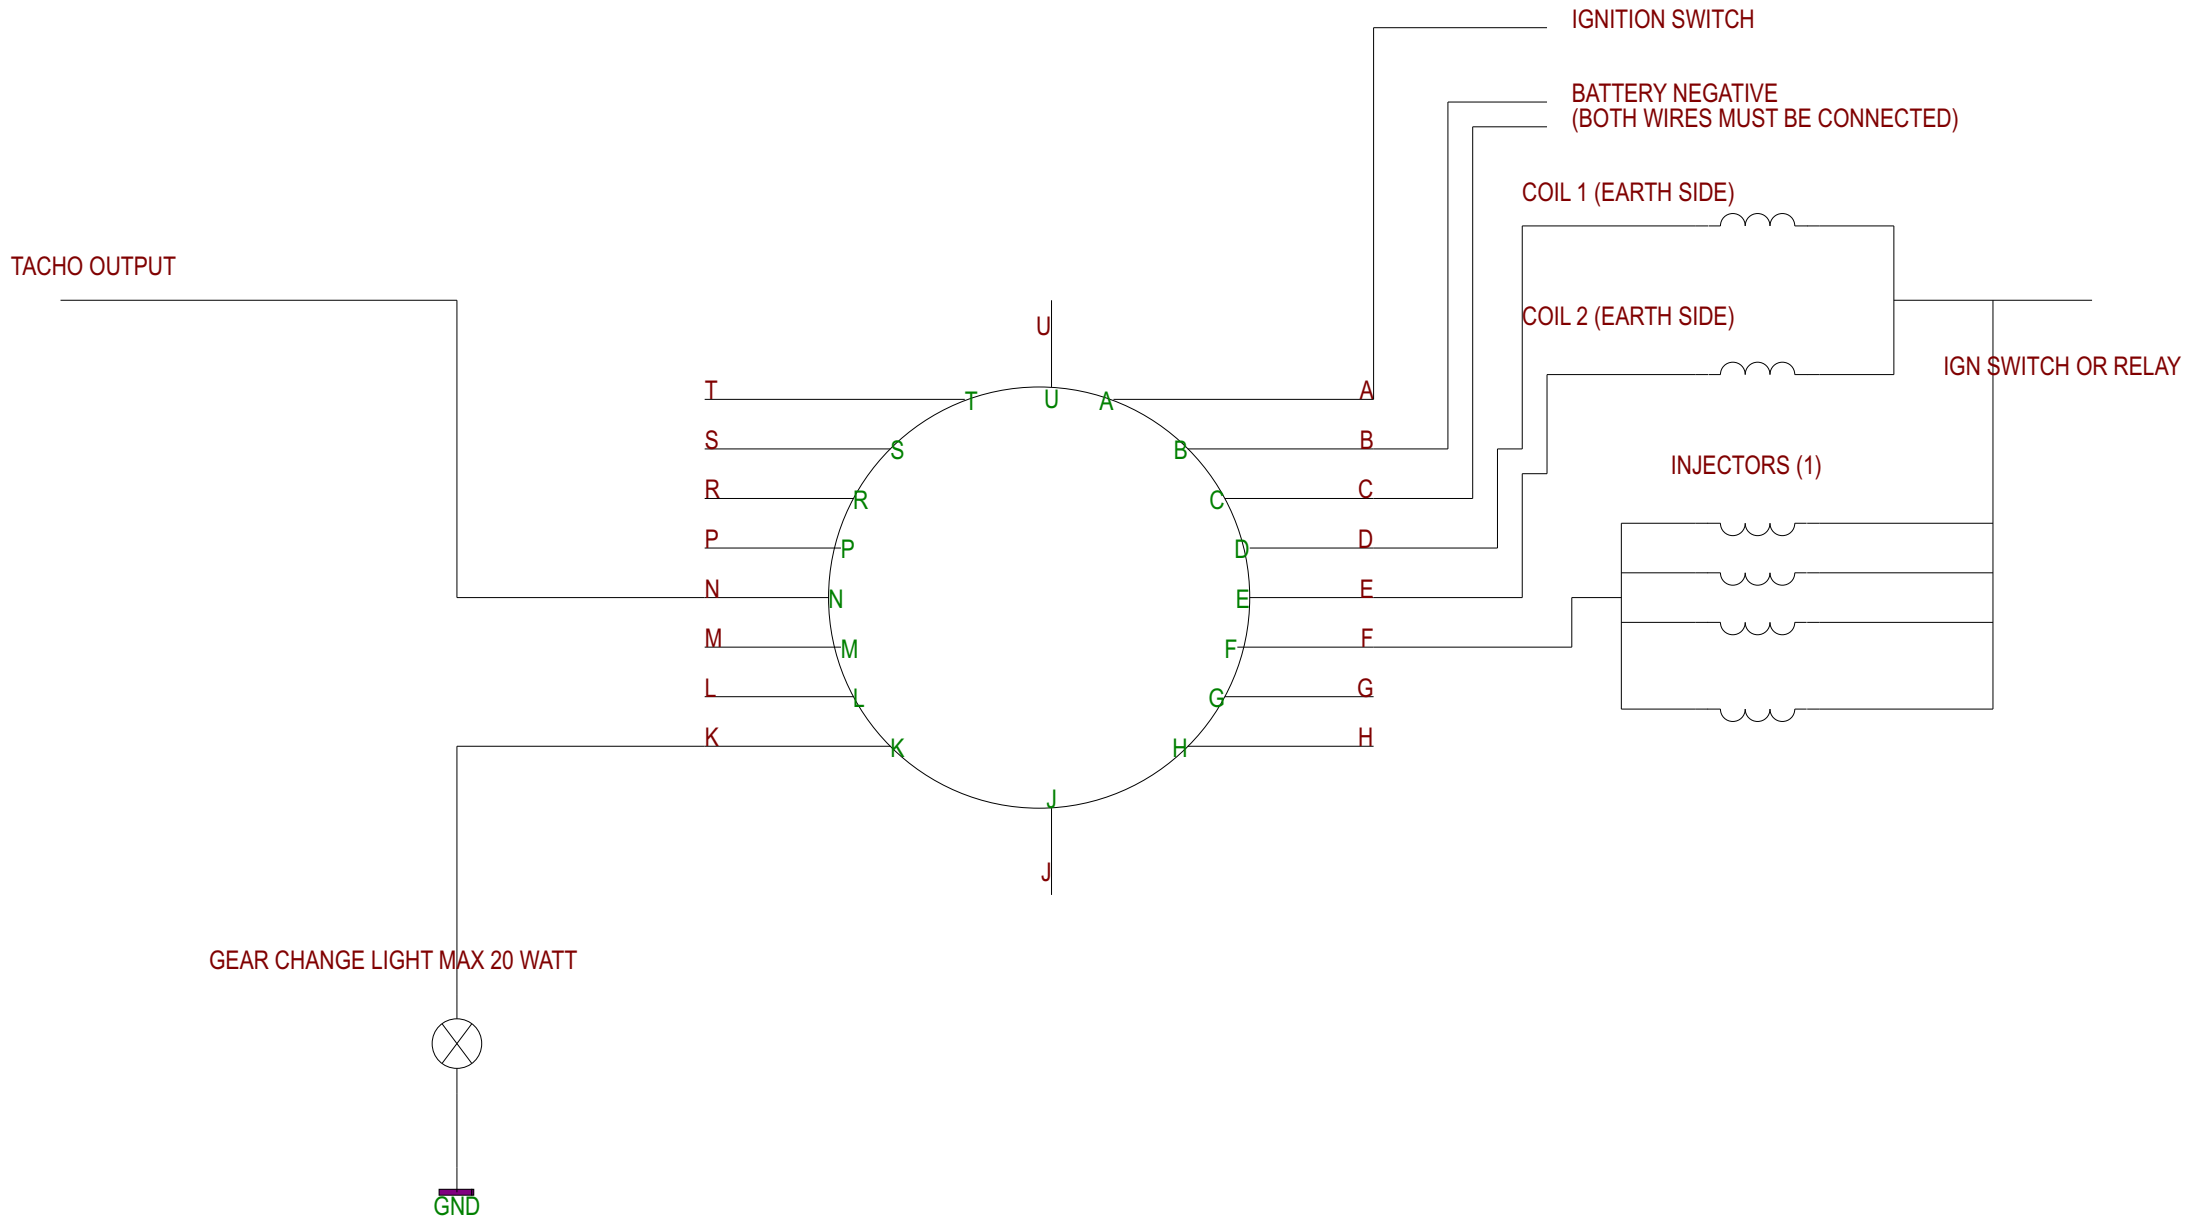 IGNITION SWITCH
BATTERY NEGATIVE
(BOTH WIRES MUST BE CONNECTED)
COIL 1 (EARTH SIDE)
TACHO OUTPUT
COIL 2 (EARTH SIDE)
U
IGN SWITCH OR RELAY
T T U A A
S S B B
INJECTORS (1)
R R C C
P P D D
N N E E
M M F F
L L G G
K K H H
J
J
GEAR CHANGE LIGHT MAX 20 WATT
GND